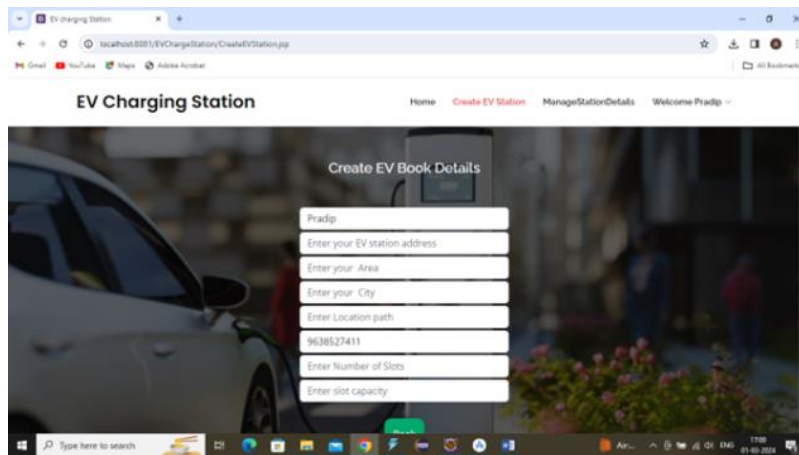 EV charging Station
localhost:8081/EVChargeStation/CreateEVStation.jsp
Gmail YouTube Maps Adobe Acrobat
All Bookmarks
EV Charging Station
Home Create EV Station ManageStationDetails Welcome Pradip
Create EV Book Details
Pradip
Enter your EV station address
Enter your Area
Enter your City
Enter Location path
9638527411
Enter Number of Slots
Enter slot capacity
Book
Type here to search
Air... ENG
17:00
01-03-2024